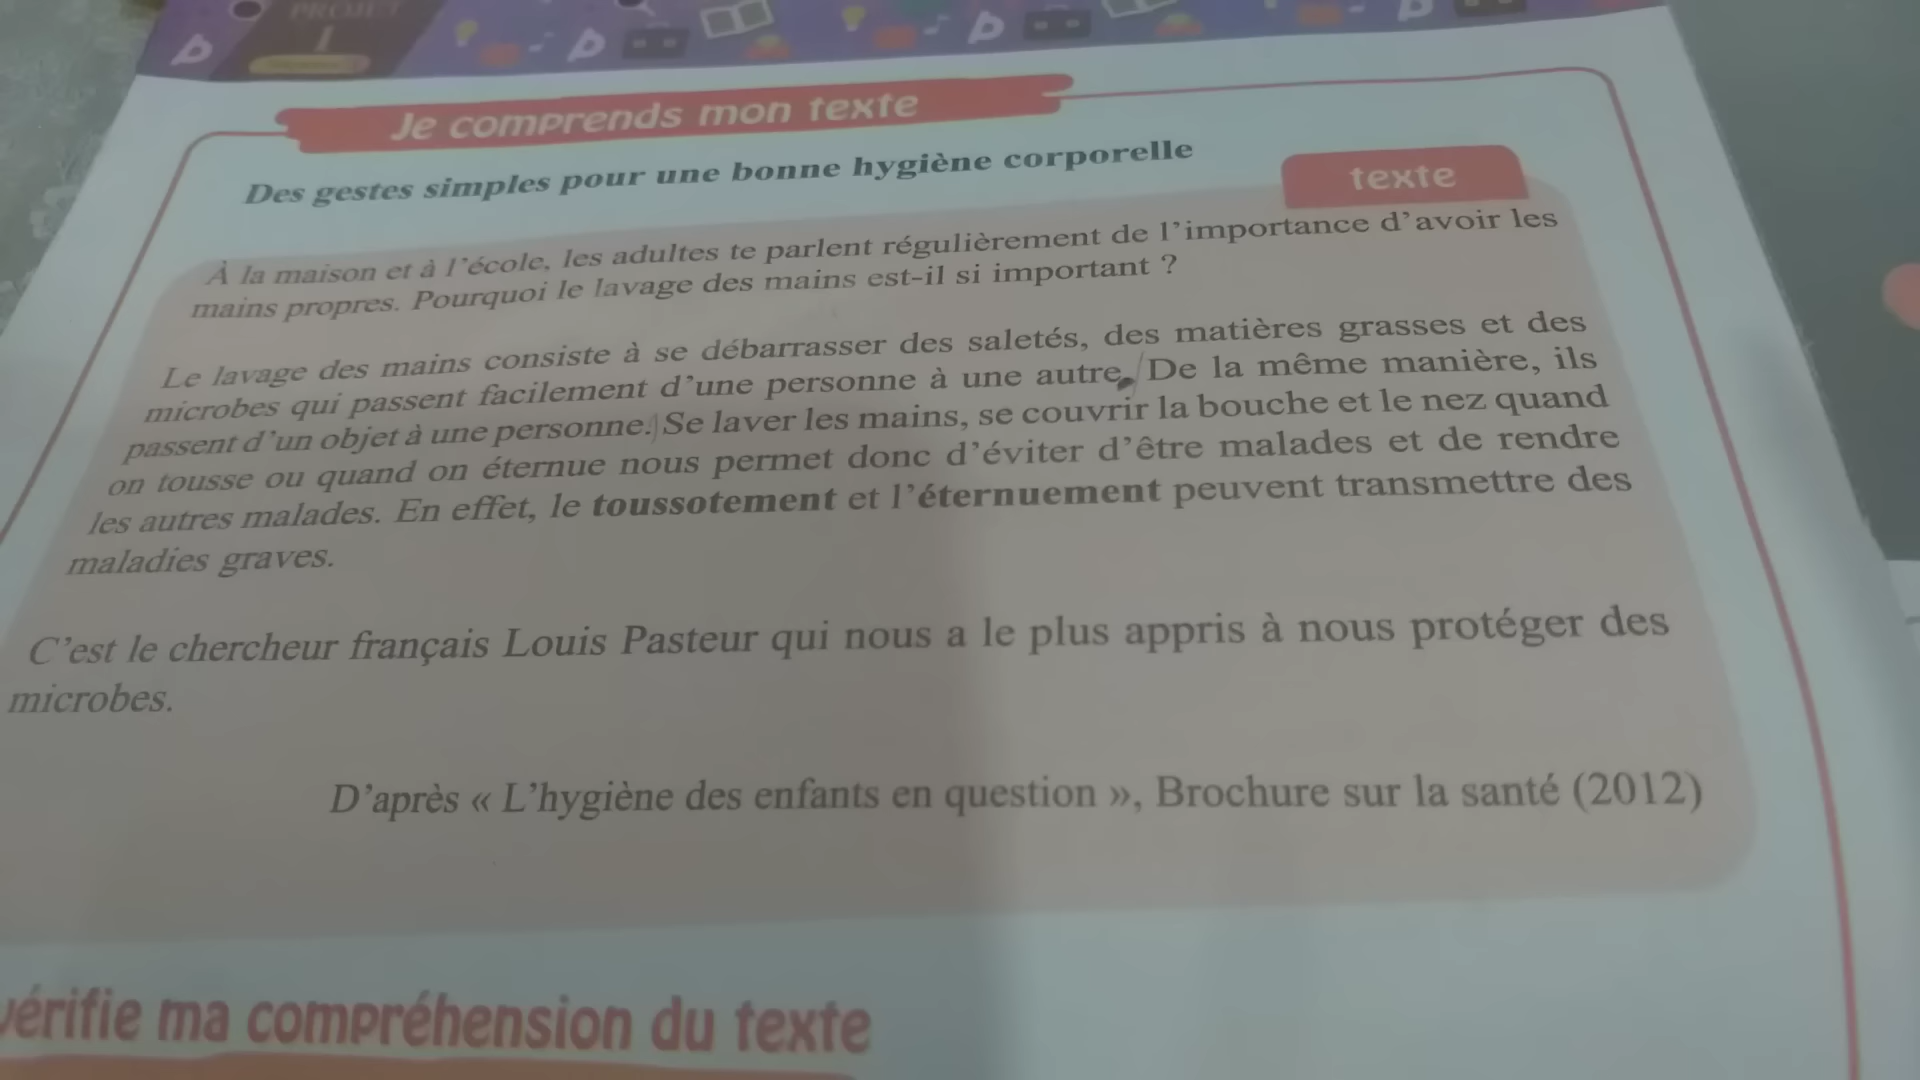 PROJET
1
Je comprends mon texte
Des gestes simples pour une bonne hygiène corporelle
texte
À la maison et à l'école, les adultes te parlent régulièrement de l'importance d'avoir les
mains propres. Pourquoi le lavage des mains est-il si important ?
Le lavage des mains consiste à se débarrasser des saletés, des matières grasses et des
microbes qui passent facilement d'une personne à une autre. De la même manière, ils
passent d'un objet à une personne. Se laver les mains, se couvrir la bouche et le nez quand
on tousse ou quand on éternue nous permet donc d'éviter d'être malades et de rendre
les autres malades. En effet, le toussotement et l'éternuement peuvent transmettre des
maladies graves.
C'est le chercheur français Louis Pasteur qui nous a le plus appris à nous protéger des
microbes.
D'après « L'hygiène des enfants en question », Brochure sur la santé (2012)
vérifie ma compréhension du texte